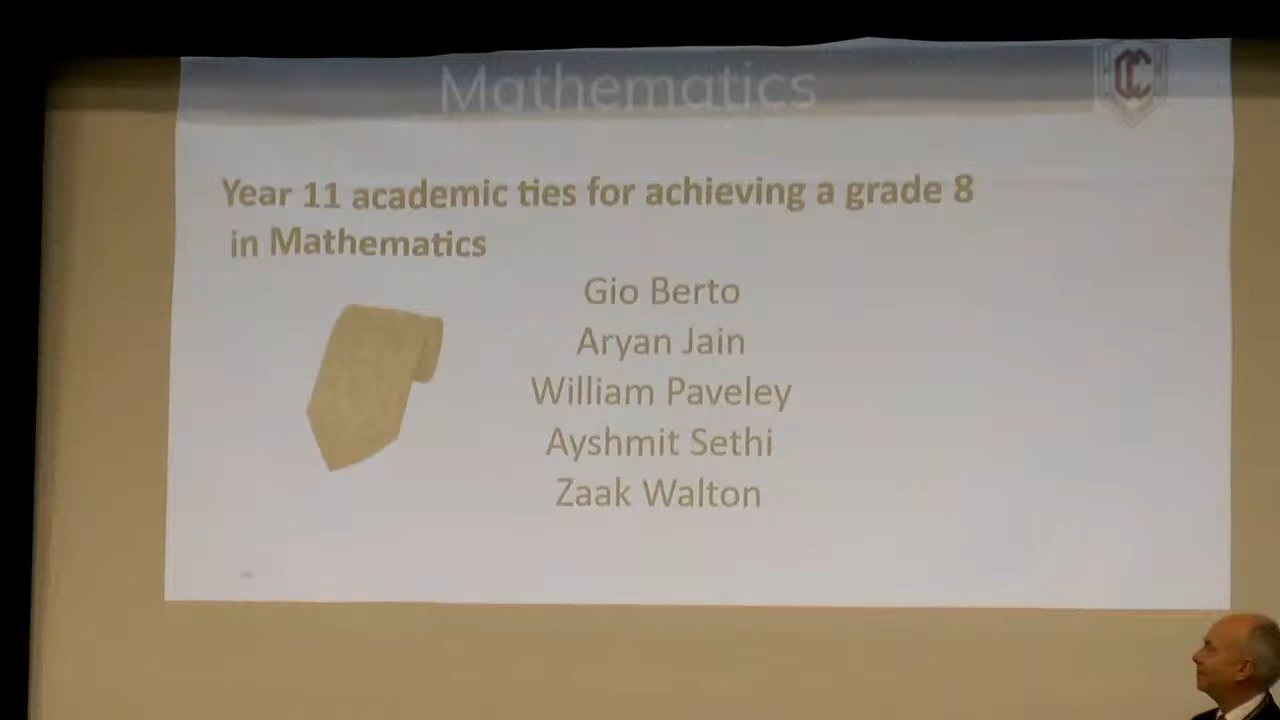 Mathematics
Year 11 academic ties for achieving a grade 8
in Mathematics
Gio Berto
Aryan Jain
William Paveley
Ayshmit Sethi
Zaak Walton